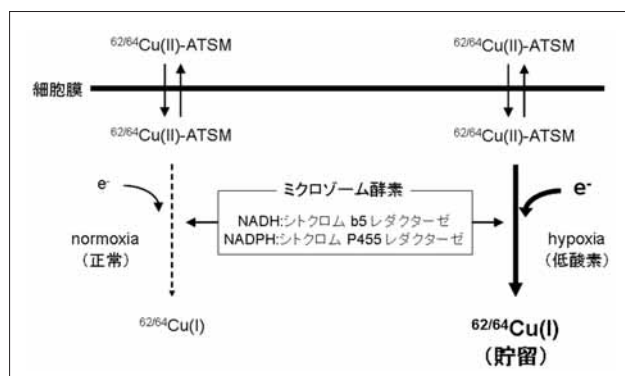 62/64Cu(II)-ATSM 62/64Cu(II)-ATSM
細胞膜
62/64Cu(II)-ATSM 62/64Cu(II)-ATSM
e- ミクロゾーム酵素 e-
NADH:シトクロム b5 レダクターゼ
NADPH:シトクロム P455 レダクターゼ
normoxia
(正常)
hypoxia
(低酸素)
62/64Cu(I) 62/64Cu(I)
(貯留)